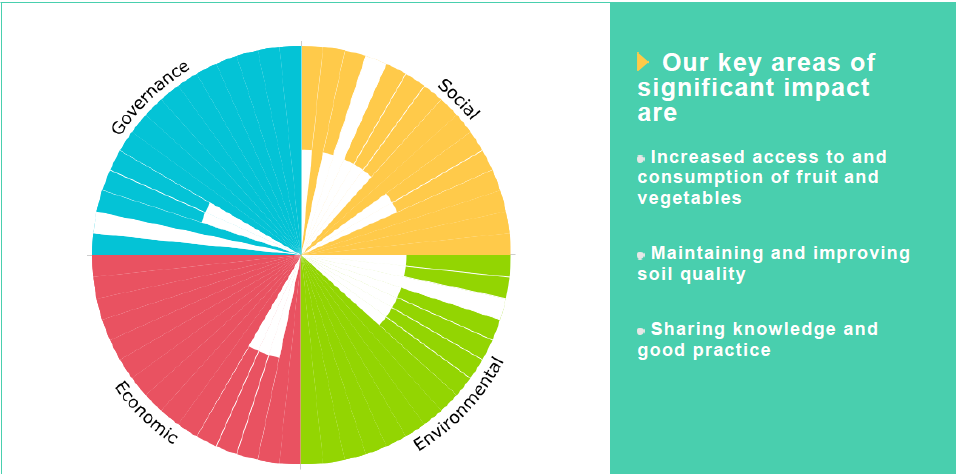 Governance
Social
Economic
Environmental
Our key areas of
significant impact
are
Increased access to and
consumption of fruit and
vegetables
Maintaining and improving
soil quality
Sharing knowledge and
good practice